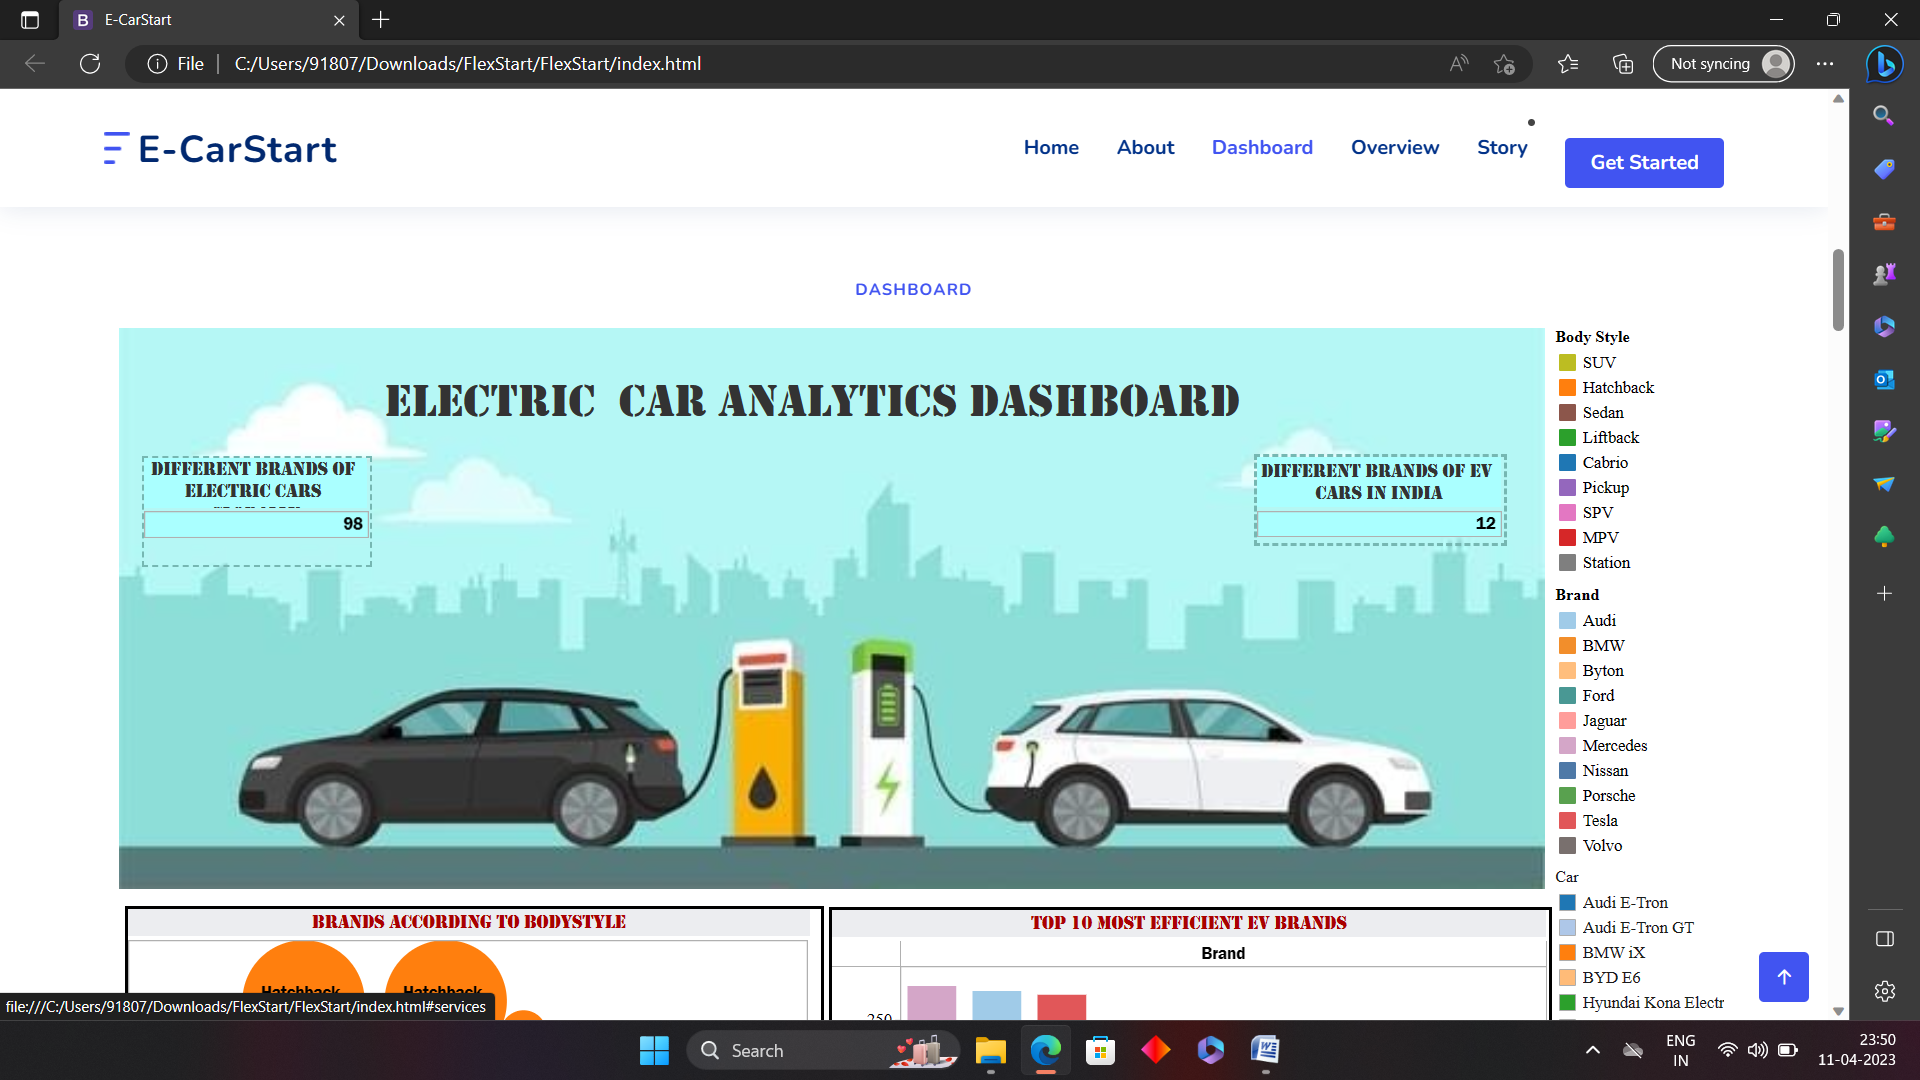 B E-CarStart
File C:/Users/91807/Downloads/FlexStart/FlexStart/index.html
Not syncing
E-CarStart
Home About Dashboard Overview Story
Get Started
DASHBOARD
ELECTRIC CAR ANALYTICS DASHBOARD
DIFFERENT BRANDS OF
ELECTRIC CARS
98
DIFFERENT BRANDS OF EV
CARS IN INDIA
12
Body Style
SUV
Hatchback
Sedan
Liftback
Cabrio
Pickup
SPV
MPV
Station
Brand
Audi
BMW
Byton
Ford
Jaguar
Mercedes
Nissan
Porsche
Tesla
Volvo
Car
Audi E-Tron
Audi E-Tron GT
BMW iX
BYD E6
Hyundai Kona Electr
BRANDS ACCORDING TO BODYSTYLE
Hatchback Hatchback
TOP 10 MOST EFFICIENT EV BRANDS
Brand
250
file:///C:/Users/91807/Downloads/FlexStart/FlexStart/index.html#services
Search
ENG
IN
23:50
11-04-2023